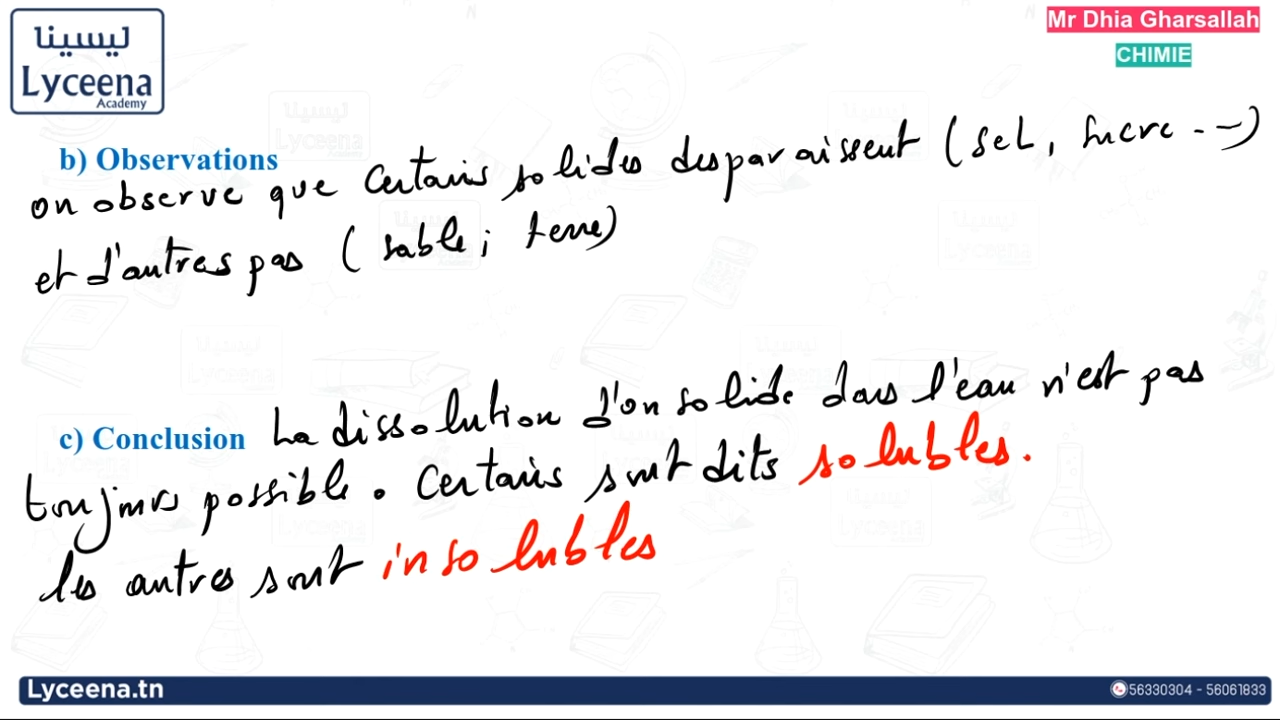 ليسينا
Lyceena
Academy
Mr Dhia Gharsallah
CHIMIE
b) Observations
on observe que certains solides desparaissent (sel, sucre ...)
et d'autres pas (sable ; terre)
c) Conclusion La dissolution d'on solide dans l'eau n'est pas
toujours possible. Certains sont dits solubles.
les autres sont insolubles
Lyceena.tn
56330304 - 56061833